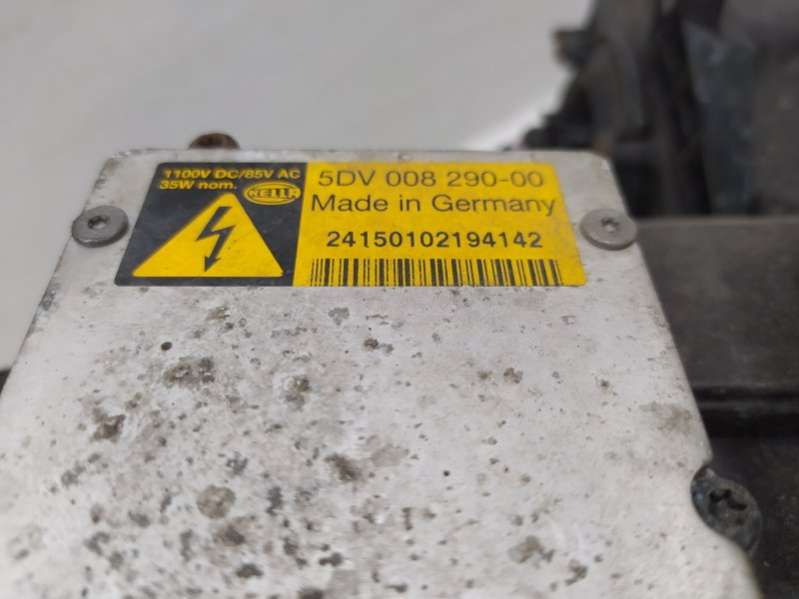 1100V DC/85V AC
35W nom.
HELLA
5DV 008 290-00
Made in Germany
24150102194142